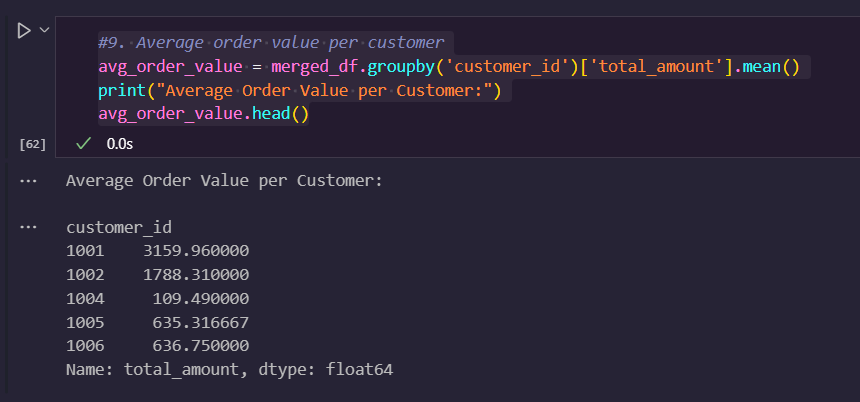 #9. Average order value per customer
avg_order_value = merged_df.groupby('customer_id')['total_amount'].mean()
print("Average Order Value per Customer:")
avg_order_value.head()
[62] 0.0s
... Average Order Value per Customer:
... customer_id
1001 3159.960000
1002 1788.310000
1004 109.490000
1005 635.316667
1006 636.750000
Name: total_amount, dtype: float64